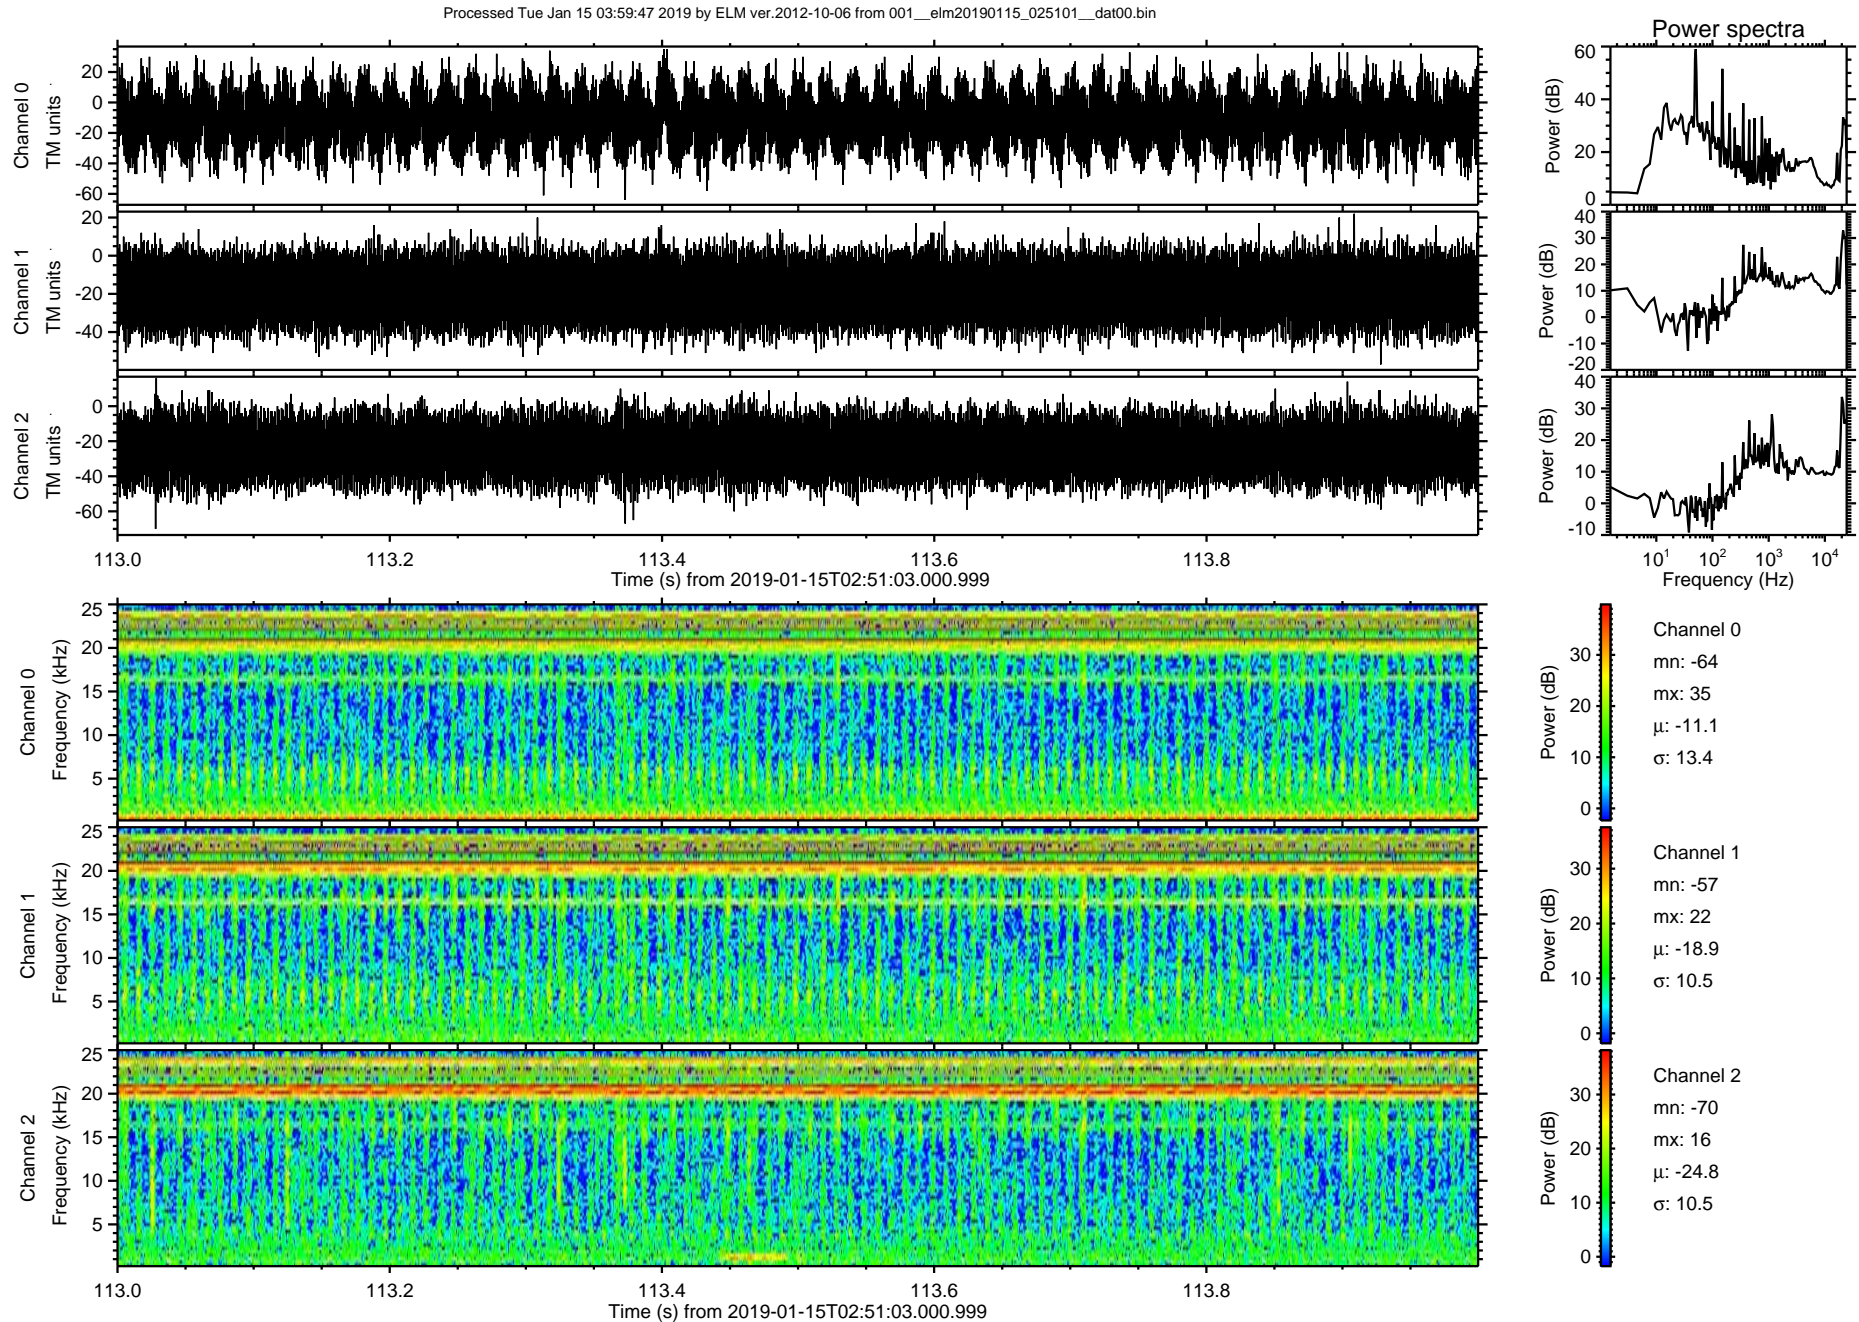 Processed Tue Jan 15 03:59:47 2019 by ELM ver.2012-10-06 from 001__elm20190115_025101__dat00.bin
Power spectra
Channel 0
TM units
20
0
-20
-40
-60
Power (dB)
60
40
20
0
Channel 1
TM units
20
0
-20
-40
Power (dB)
40
30
20
10
0
-10
-20
Channel 2
TM units
0
-20
-40
-60
Power (dB)
40
30
20
10
0
-10
113.0 113.2 113.4 113.6 113.8
Time (s) from 2019-01-15T02:51:03.000.999
10^1 10^2 10^3 10^4
Frequency (Hz)
Channel 0
Frequency (kHz)
25
20
15
10
5
Power (dB)
30
20
10
0
Channel 0
mn: -64
mx: 35
μ: -11.1
σ: 13.4
Channel 1
Frequency (kHz)
25
20
15
10
5
Power (dB)
30
20
10
0
Channel 1
mn: -57
mx: 22
μ: -18.9
σ: 10.5
Channel 2
Frequency (kHz)
25
20
15
10
5
Power (dB)
30
20
10
0
Channel 2
mn: -70
mx: 16
μ: -24.8
σ: 10.5
113.0 113.2 113.4 113.6 113.8
Time (s) from 2019-01-15T02:51:03.000.999